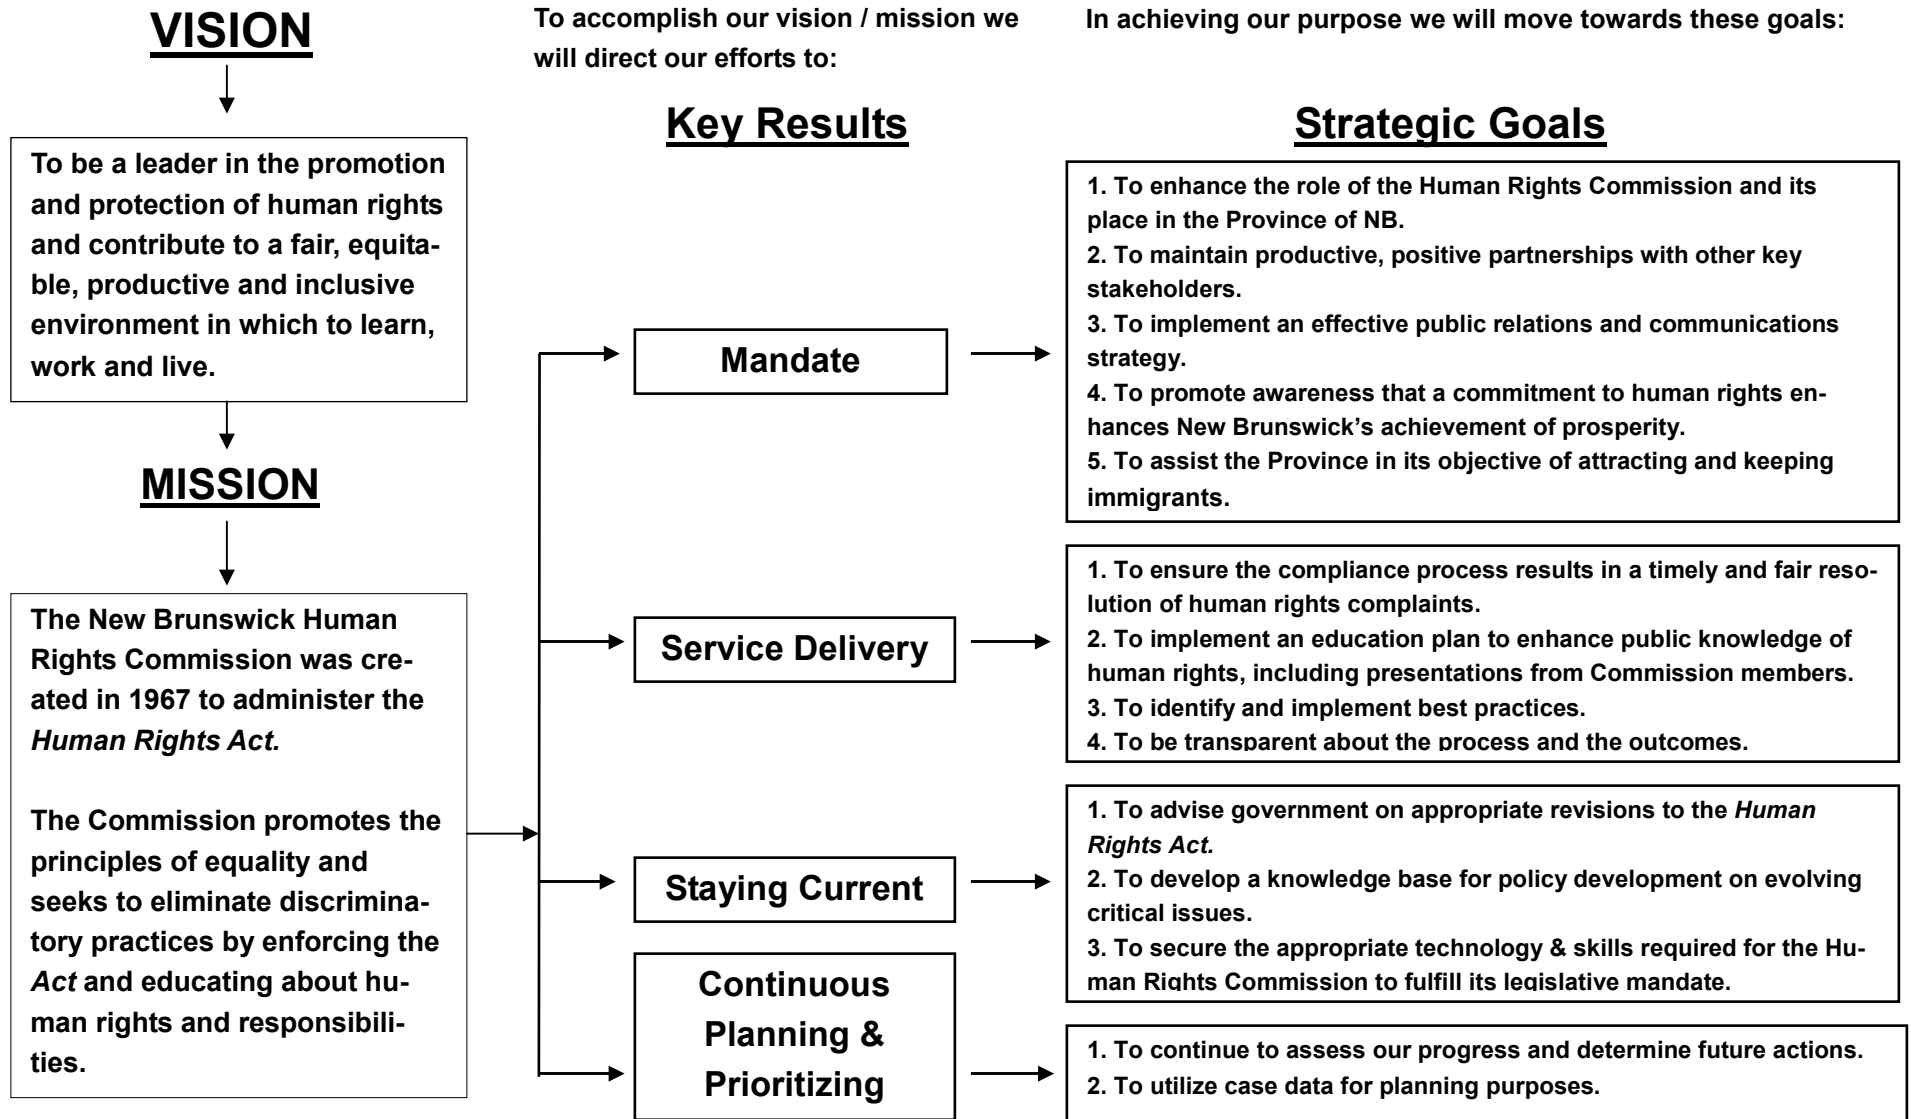 VISION
To be a leader in the promotion
and protection of human rights
and contribute to a fair, equita-
ble, productive and inclusive
environment in which to learn,
work and live.
MISSION
The New Brunswick Human
Rights Commission was cre-
ated in 1967 to administer the
Human Rights Act.
The Commission promotes the
principles of equality and
seeks to eliminate discrimina-
tory practices by enforcing the
Act and educating about hu-
man rights and responsibili-
ties.
To accomplish our vision / mission we
will direct our efforts to:
Key Results
Mandate
Service Delivery
Staying Current
Continuous
Planning &
Prioritizing
In achieving our purpose we will move towards these goals:
Strategic Goals
1. To enhance the role of the Human Rights Commission and its
place in the Province of NB.
2. To maintain productive, positive partnerships with other key
stakeholders.
3. To implement an effective public relations and communications
strategy.
4. To promote awareness that a commitment to human rights en-
hances New Brunswick’s achievement of prosperity.
5. To assist the Province in its objective of attracting and keeping
immigrants.
1. To ensure the compliance process results in a timely and fair reso-
lution of human rights complaints.
2. To implement an education plan to enhance public knowledge of
human rights, including presentations from Commission members.
3. To identify and implement best practices.
4. To be transparent about the process and the outcomes.
1. To advise government on appropriate revisions to the Human
Rights Act.
2. To develop a knowledge base for policy development on evolving
critical issues.
3. To secure the appropriate technology & skills required for the Hu-
man Rights Commission to fulfill its legislative mandate.
1. To continue to assess our progress and determine future actions.
2. To utilize case data for planning purposes.